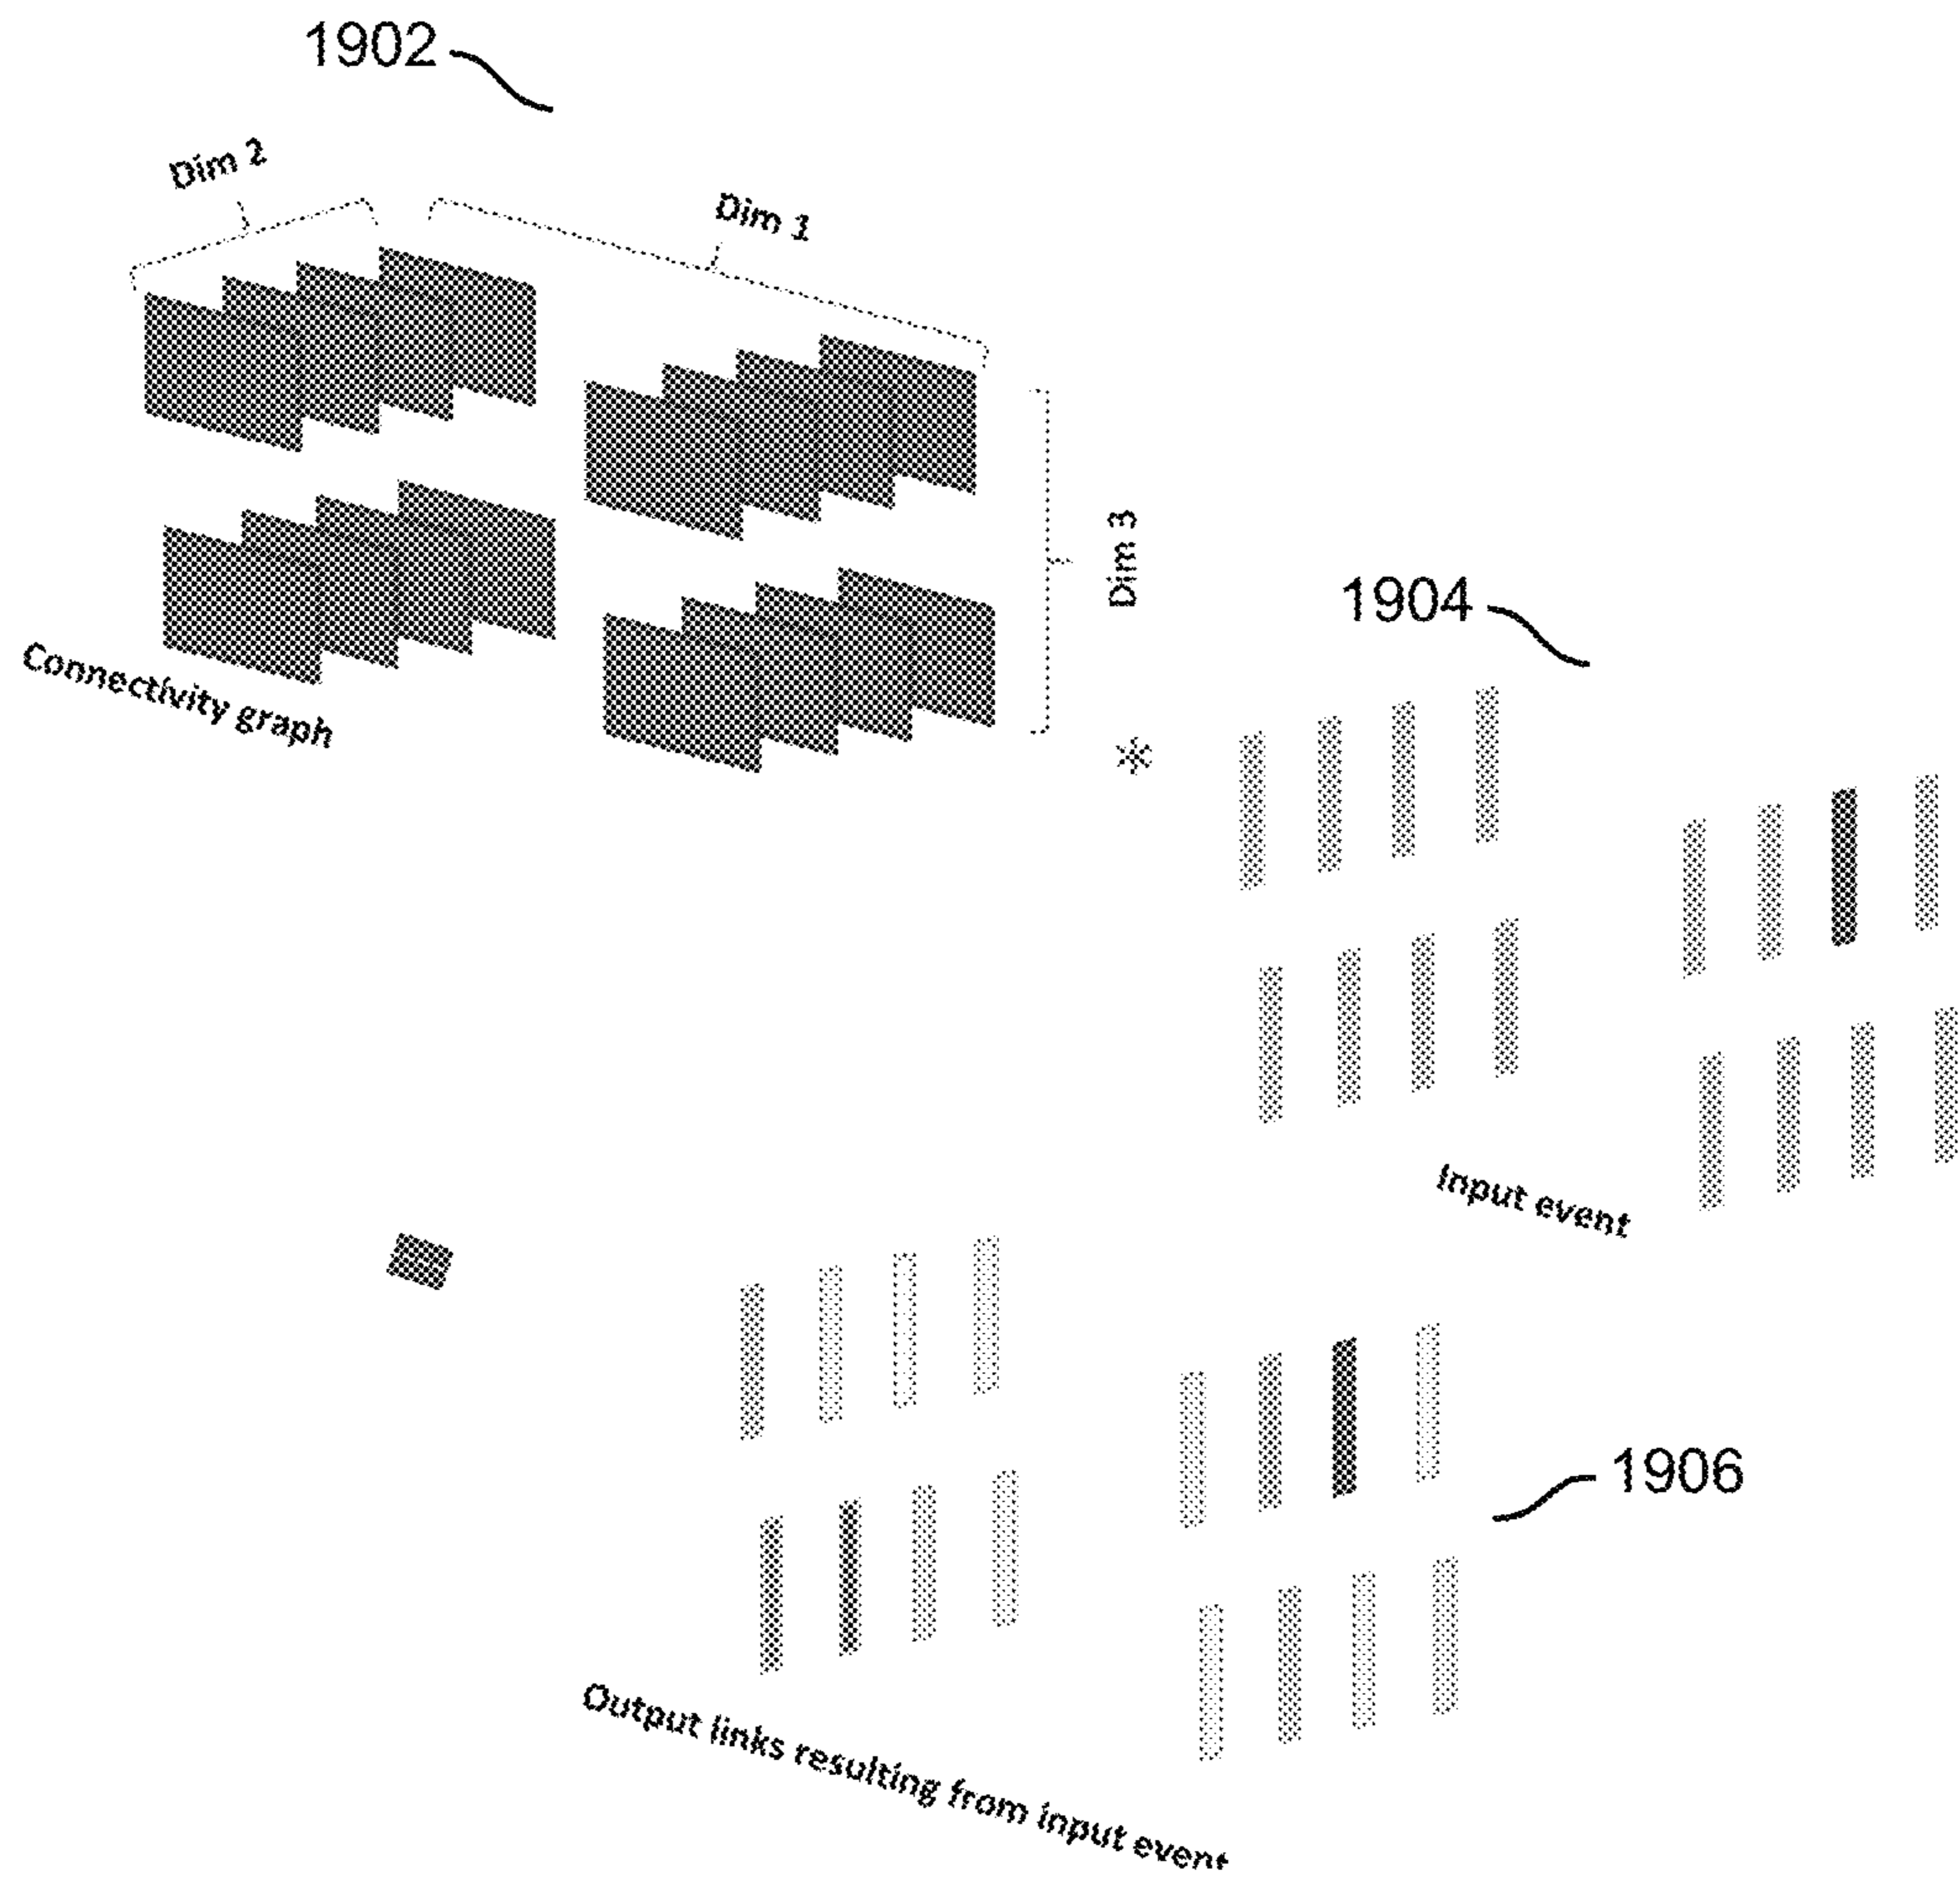 1902
Dim 2
Dim 1
Dim 3
Connectivity graph
*
1904
Input event
1906
Output links resulting from input event